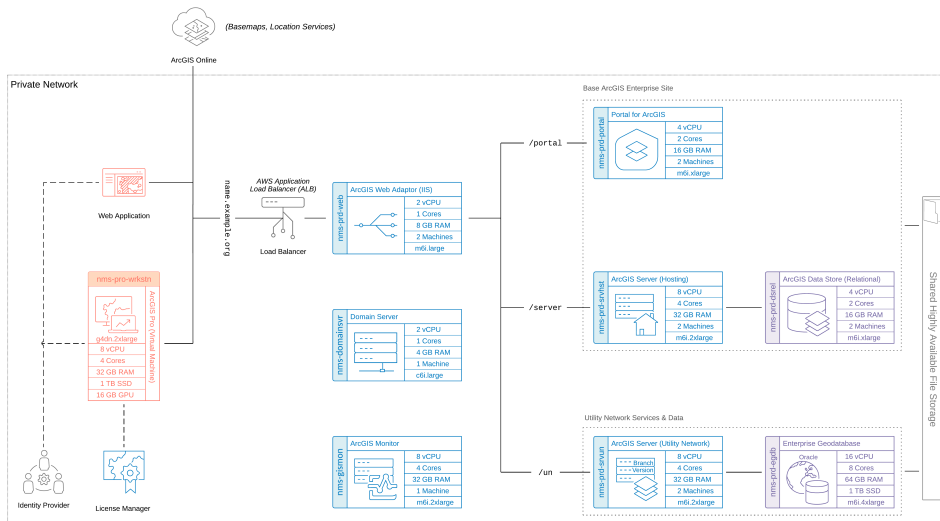 (Basemaps, Location Services)
ArcGIS Online
Private Network
Web Application
name.example.org
AWS Application
Load Balancer (ALB)
Load Balancer
nms-prd-web
ArcGIS Web Adaptor (IIS)
2 vCPU
1 Cores
8 GB RAM
2 Machines
m6i.large
Base ArcGIS Enterprise Site
/portal
nms-prd-portal
Portal for ArcGIS
4 vCPU
2 Cores
16 GB RAM
2 Machines
m6i.xlarge
nms-pro-wrkstn
ArcGIS Pro (Virtual Machine)
g4dn.2xlarge
8 vCPU
4 Cores
32 GB RAM
1 TB SSD
16 GB GPU
nms-domainsvr
Domain Server
2 vCPU
1 Cores
4 GB RAM
1 Machine
c6i.large
/server
nms-prd-srvhst
ArcGIS Server (Hosting)
8 vCPU
4 Cores
32 GB RAM
2 Machines
m6i.2xlarge
nms-prd-dsrel
ArcGIS Data Store (Relational)
4 vCPU
2 Cores
16 GB RAM
2 Machines
m6i.xlarge
Shared Highly Available File Storage
Identity Provider
License Manager
nms-gismon
ArcGIS Monitor
8 vCPU
4 Cores
32 GB RAM
1 Machine
m6i.2xlarge
Utility Network Services & Data
/un
nms-prd-srvun
ArcGIS Server (Utility Network)
Branch
Version
8 vCPU
4 Cores
32 GB RAM
2 Machines
m6i.2xlarge
nms-prd-egdb
Enterprise Geodatabase
Oracle
16 vCPU
8 Cores
64 GB RAM
1 TB SSD
m6i.4xlarge